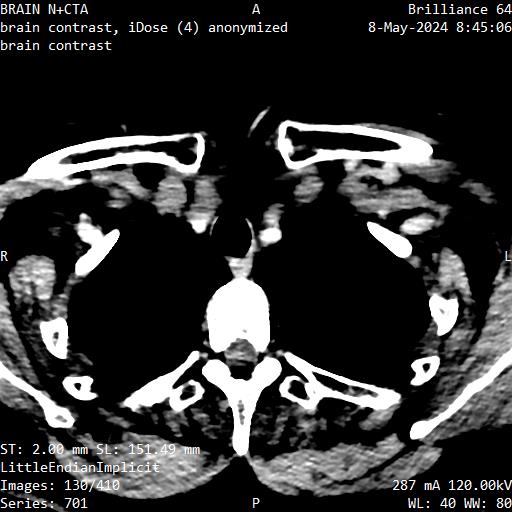 BRAIN N+CTA
brain contrast, iDose (4) anonymized
brain contrast
A
Brilliance 64
8-May-2024 8:45:06
R
L
ST: 2.00 mm SL: 151.49 mm
LittleEndianImplicit
Images: 130/410
Series: 701
P
287 mA 120.00kV
WL: 40 WW: 80